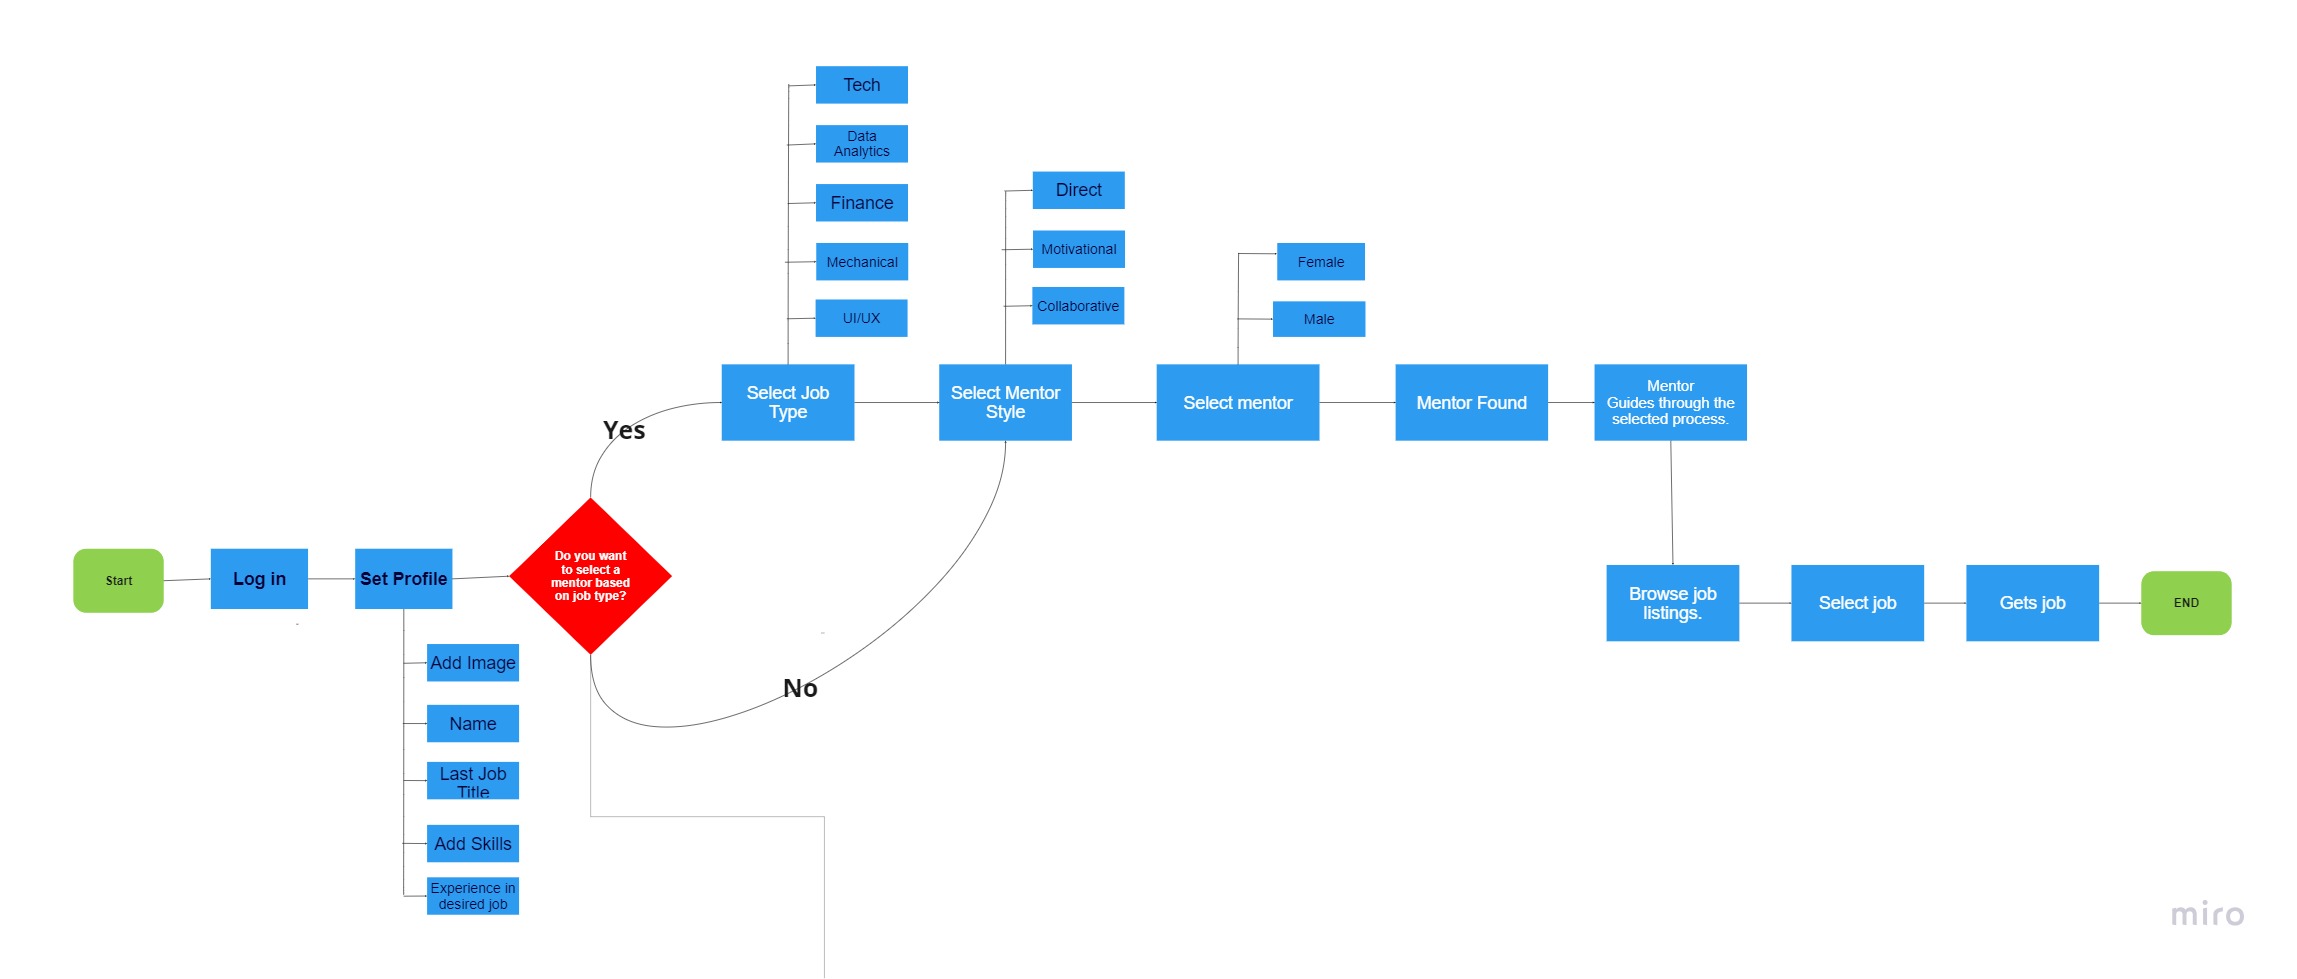 Tech
Data
Analytics
Finance
Mechanical
UI/UX
Direct
Motivational
Collaborative
Female
Male
Select Job
Type
Select Mentor
Style
Select mentor
Mentor Found
Mentor
Guides through the
selected process.
Yes
Start
Log in
Set Profile
Do you want
to select a
mentor based
on job type?
No
Add Image
Name
Last Job
Title
Add Skills
Experience in
desired job
Browse job
listings.
Select job
Gets job
END
miro